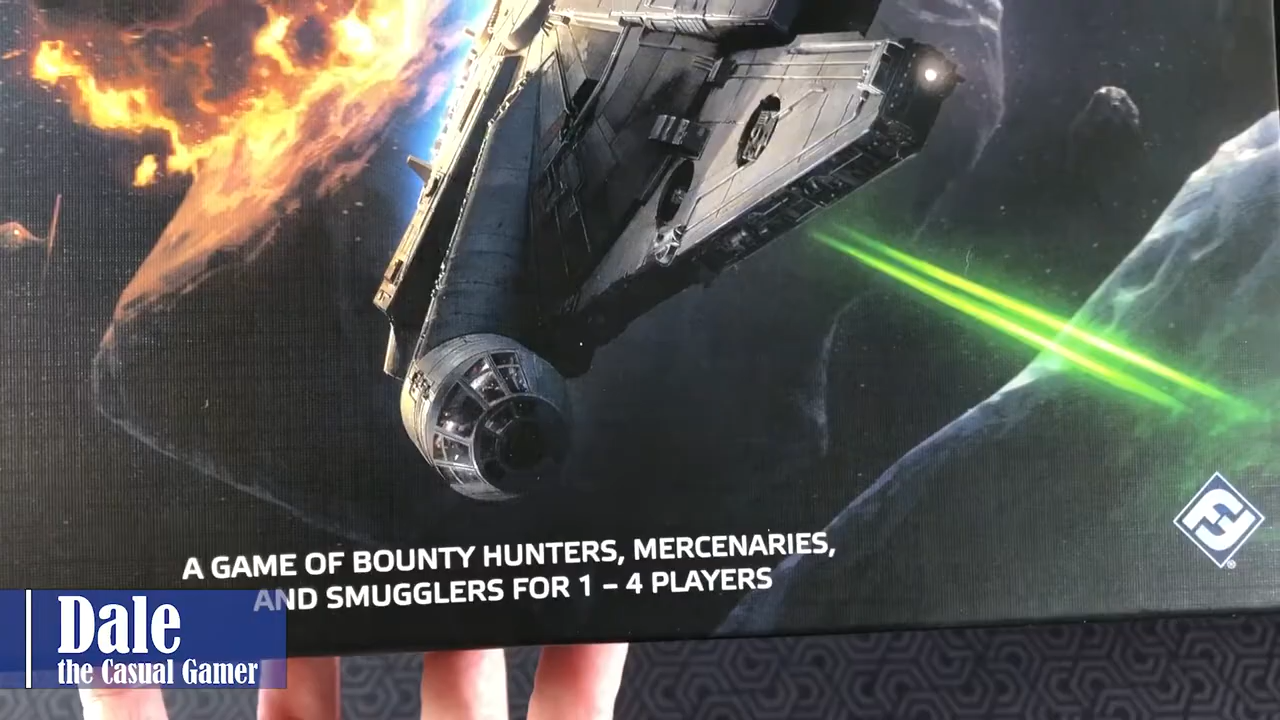 A GAME OF BOUNTY HUNTERS, MERCENARIES,
AND SMUGGLERS FOR 1 – 4 PLAYERS
Dale
the Casual Gamer